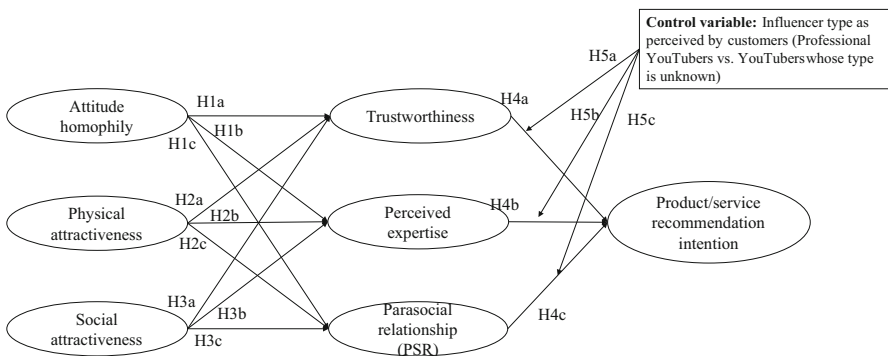 Control variable: Influencer type as
perceived by customers (Professional
YouTubers vs. YouTubers whose type
is unknown)
H5a
H5b
H5c
Attitude
homophily
H1a
H1b
H1c
Trustworthiness
H4a
Physical
attractiveness
H2a
H2b
H2c
Perceived
expertise
H4b
Product/service
recommendation
intention
Social
attractiveness
H3a
H3b
H3c
Parasocial
relationship
(PSR)
H4c